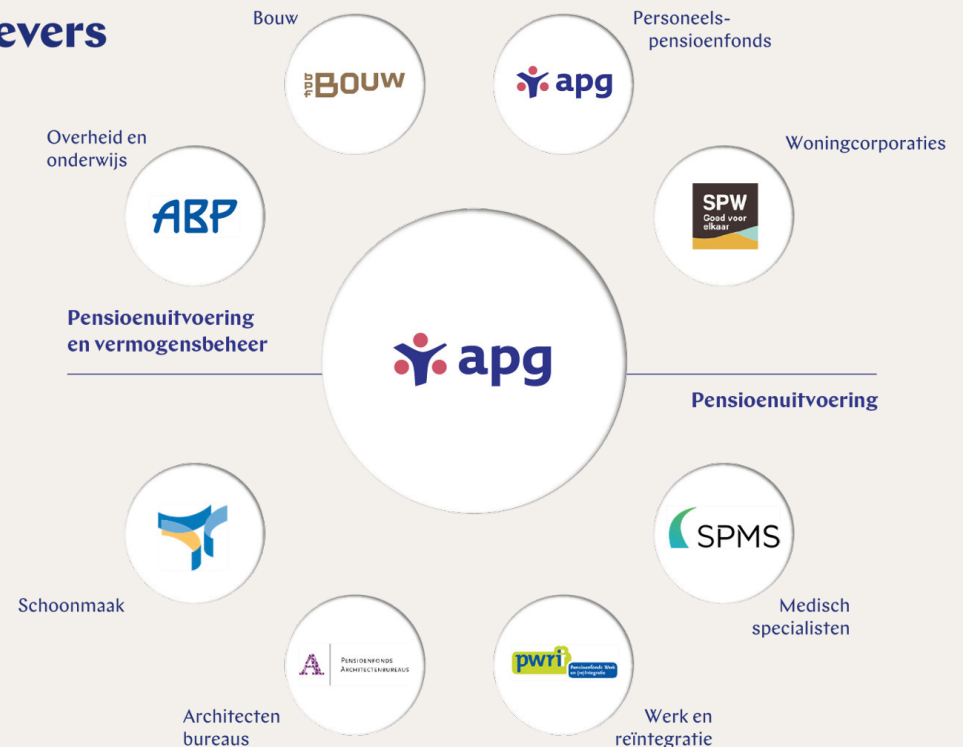 evers
Bouw
Personeels-
pensioenfonds
bpf BOUW
apg
Overheid en
onderwijs
Woningcorporaties
ABP
SPW
Goed voor
elkaar
Pensioenuitvoering
en vermogensbeheer
apg
Pensioenuitvoering
SPMS
Schoonmaak
Medisch
specialisten
A
PENSIOENFONDS
ARCHITECTENBUREAUS
pwri
Pensioenfonds Werk
en (re)Integratie
Architecten
bureaus
Werk en
reïntegratie